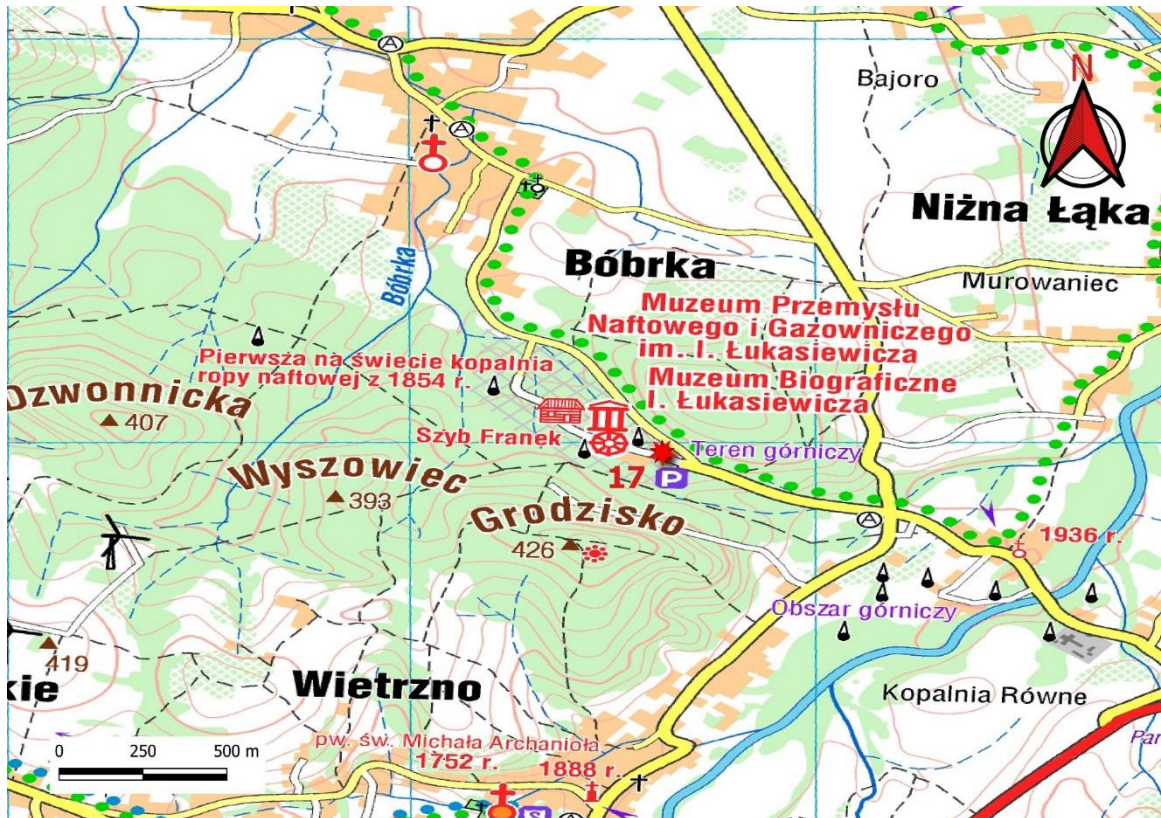 A
Bajoro
N
A
Niżna Łąka
Bóbrka
Bóbrka
Murowaniec
Muzeum Przemysłu
Naftowego i Gazowniczego
im. I. Łukasiewicza
Pierwsza na świecie kopalnia
ropy naftowej z 1854 r.
Muzeum Biograficzne
I. Łukasiewicza
Dzwonnicka
407
Szyb Franek
Teren górniczy
17
P
Wyszowiec
393
Grodzisko
426
A
1936 r.
Obszar górniczy
419
kie
Wietrzno
Kopalnia Równe
pw. św. Michała Archanioła
1752 r.
1888 r.
Par
0 250 500 m
S
A